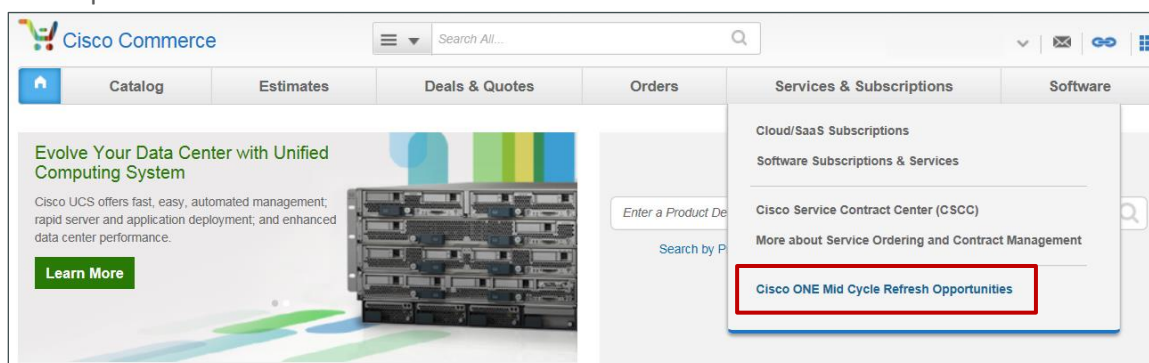 Cisco Commerce
Search All...
Catalog
Estimates
Deals & Quotes
Orders
Services & Subscriptions
Software
Evolve Your Data Center with Unified
Computing System
Cisco UCS offers fast, easy, automated management;
rapid server and application deployment; and enhanced
data center performance.
Learn More
Enter a Product De
Search by P
Cloud/SaaS Subscriptions
Software Subscriptions & Services
Cisco Service Contract Center (CSCC)
More about Service Ordering and Contract Management
Cisco ONE Mid Cycle Refresh Opportunities